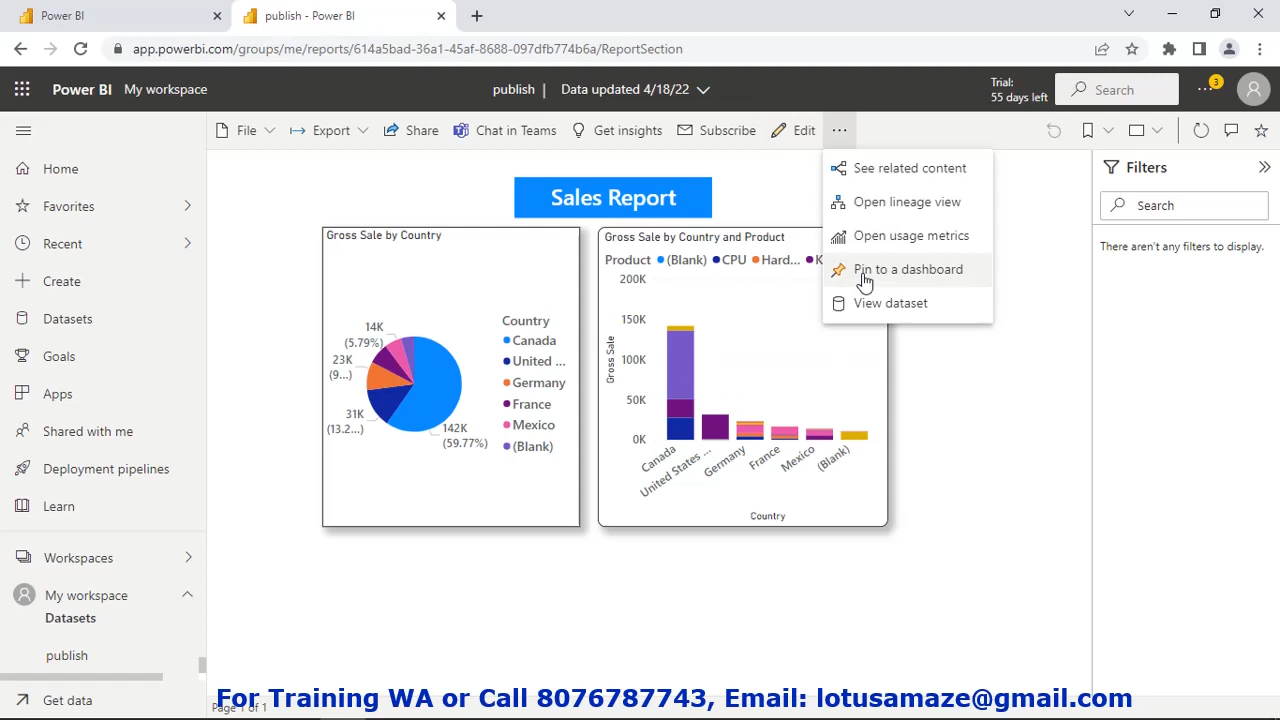 Power BI
publish - Power BI
app.powerbi.com/groups/me/reports/614a5bad-36a1-45af-8688-097dfb774b6a/ReportSection
Power BI My workspace
publish | Data updated 4/18/22
Trial:
55 days left
Search
3
File Export Share Chat in Teams Get insights Subscribe Edit
Home
Favorites
Recent
Create
Datasets
Goals
Apps
Shared with me
Deployment pipelines
Learn
Workspaces
My workspace
Datasets
publish
Get data
Sales Report
Gross Sale by Country
14K
(5.79%)
23K
(9...)
31K
(13.2...)
142K
(59.77%)
Country
Canada
United ...
Germany
France
Mexico
(Blank)
Gross Sale by Country and Product
Product (Blank) CPU Hard... K
200K
150K
100K
50K
0K
Gross Sale
Canada
United States ...
Germany
France
Mexico
(Blank)
Country
See related content
Open lineage view
Open usage metrics
Pin to a dashboard
View dataset
Filters
Search
There aren't any filters to display.
For Training WA or Call 8076787743, Email: lotusamaze@gmail.com
Page 1 of 1